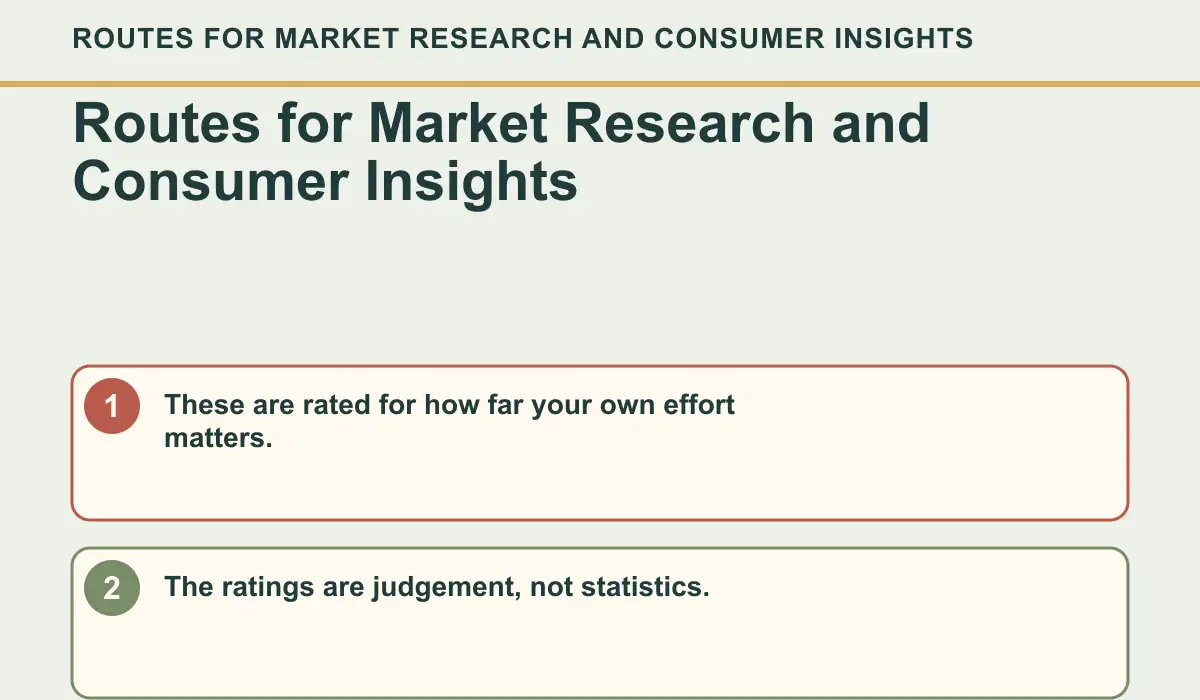 ROUTES FOR MARKET RESEARCH AND CONSUMER INSIGHTS
Routes for Market Research and
Consumer Insights
1
These are rated for how far your own effort
matters.
2
The ratings are judgement, not statistics.